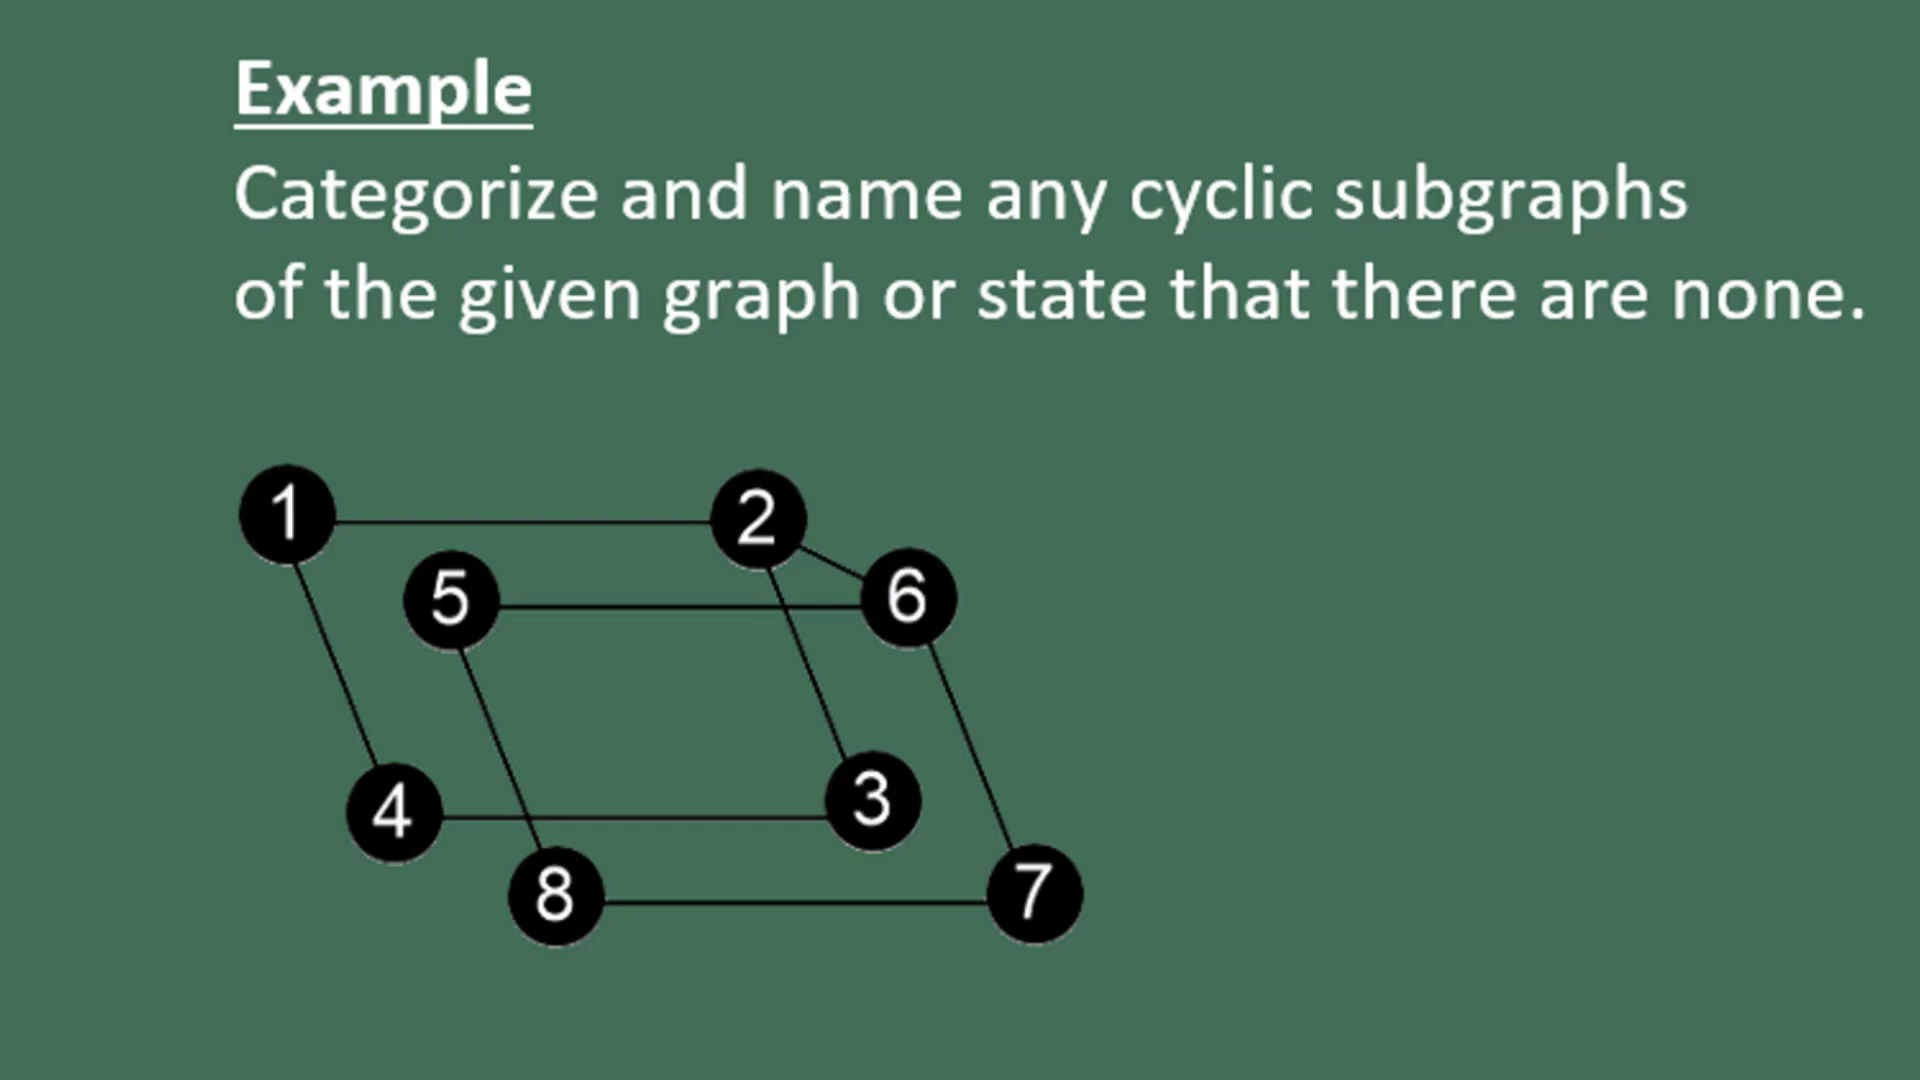 Example
Categorize and name any cyclic subgraphs
of the given graph or state that there are none.
1
2
5
6
4
3
8
7